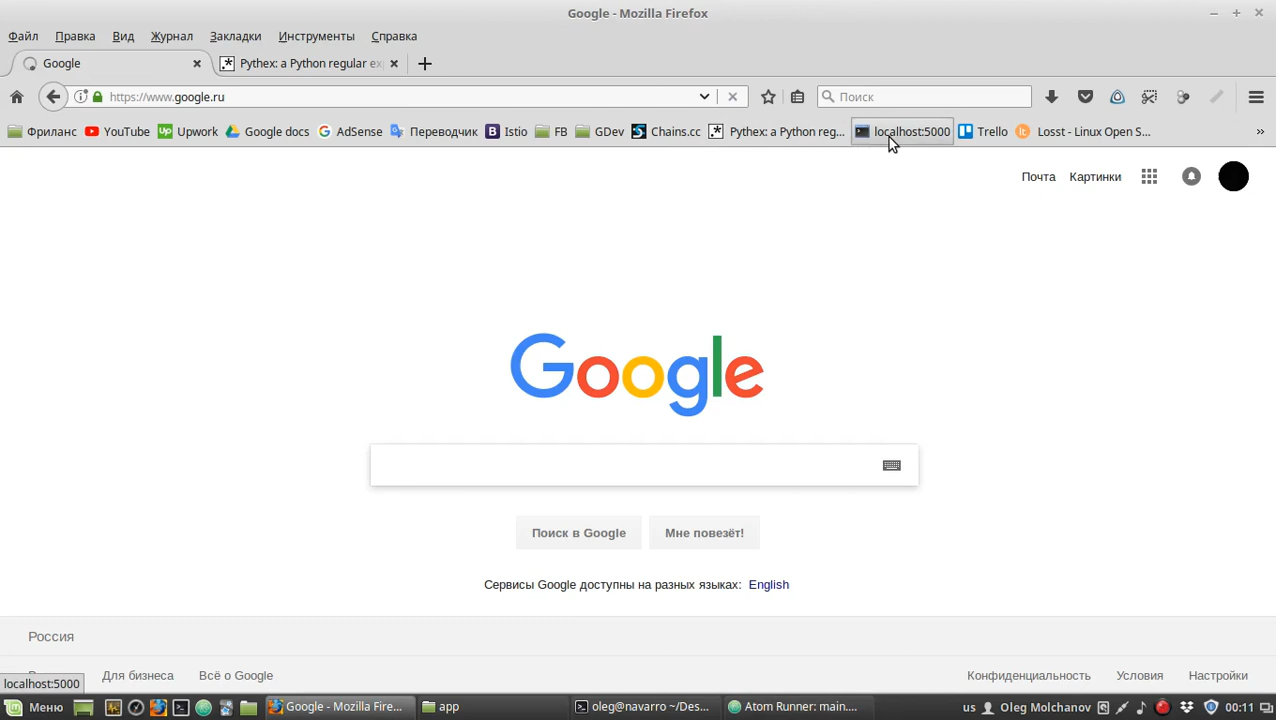 Google - Mozilla Firefox
Файл Правка Вид Журнал Закладки Инструменты Справка
Google Pythex: a Python regular ex
https://www.google.ru Поиск
Фриланс YouTube Upwork Google docs AdSense Переводчик Istio FB GDev Chains.cc Pythex: a Python reg... localhost:5000 Trello Losst - Linux Open S... »
Почта Картинки
Google
Поиск в Google Мне повезёт!
Сервисы Google доступны на разных языках: English
Россия
Для бизнеса Всё о Google Конфиденциальность Условия Настройки
localhost:5000
Меню Google - Mozilla Fire... app oleg@navarro ~/Des... Atom Runner: main.... us Oleg Molchanov 00:11